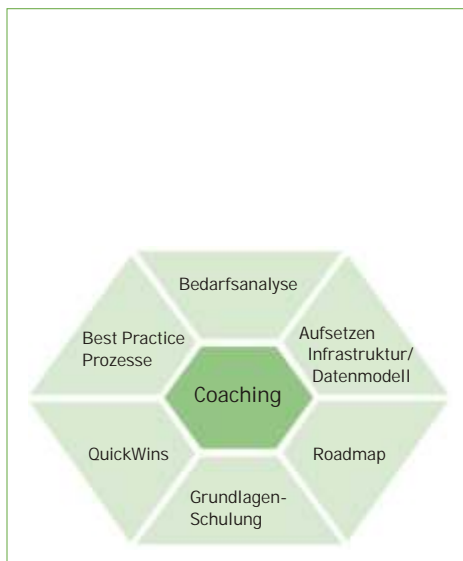 Bedarfsanalyse
Best Practice
Prozesse
Aufsetzen
Infrastruktur/
Datenmodell
Coaching
QuickWins
Roadmap
Grundlagen-
Schulung